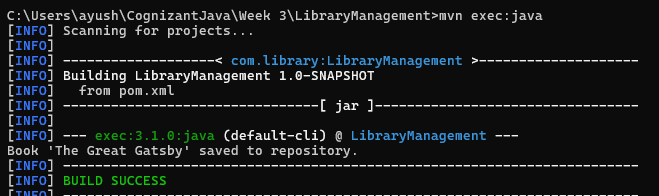 C:\Users\ayush\CognizantJava\Week 3\LibraryManagement>mvn exec:java
[INFO] Scanning for projects...
[INFO]
[INFO] -------------------< com.library:LibraryManagement >--------------------
[INFO] Building LibraryManagement 1.0-SNAPSHOT
[INFO]   from pom.xml
[INFO] --------------------------------[ jar ]---------------------------------
[INFO]
[INFO] --- exec:3.1.0:java (default-cli) @ LibraryManagement ---
Book 'The Great Gatsby' saved to repository.
[INFO] ------------------------------------------------------------------------
[INFO] BUILD SUCCESS
[INFO] ------------------------------------------------------------------------